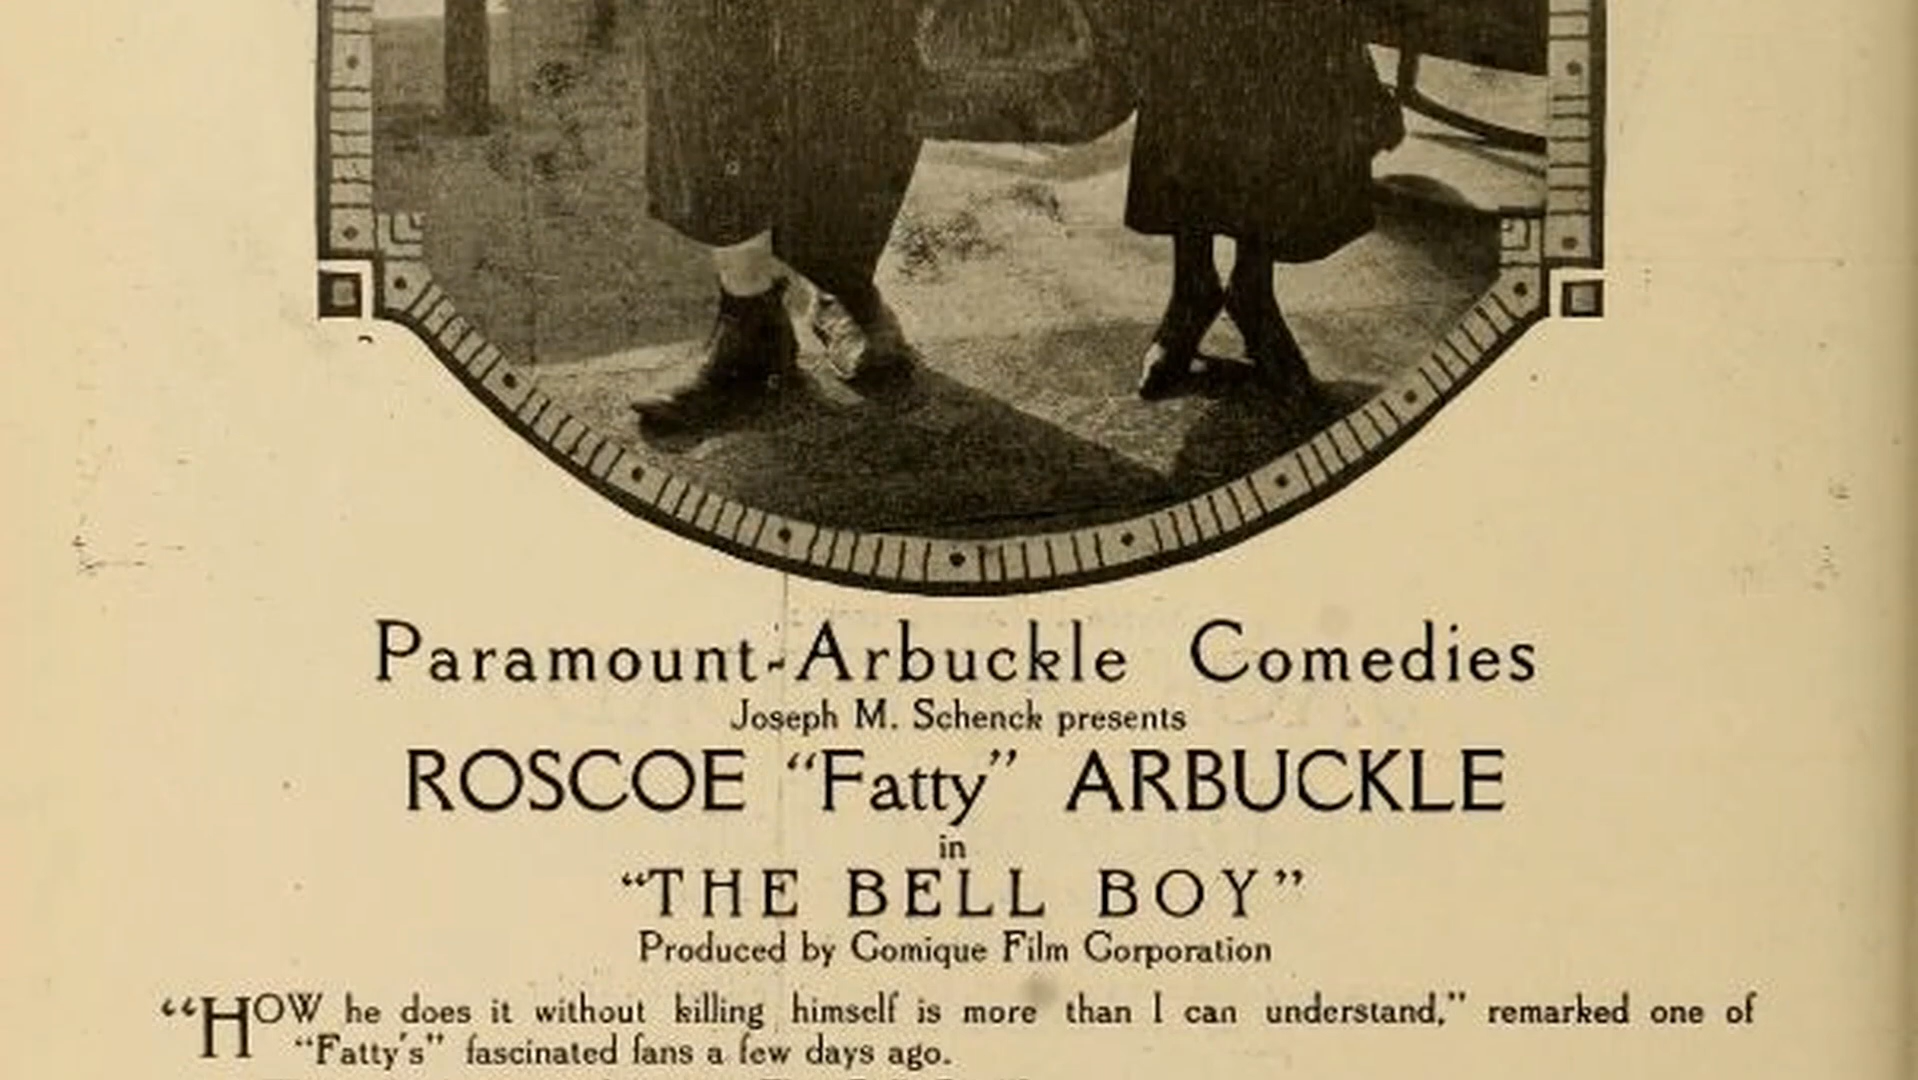 Paramount-Arbuckle Comedies
Joseph M. Schenck presents
ROSCOE “Fatty” ARBUCKLE
in
“THE BELL BOY”
Produced by Comique Film Corporation
“HOW he does it without killing himself is more than I can understand,” remarked one of
“Fatty’s” fascinated fans a few days ago.